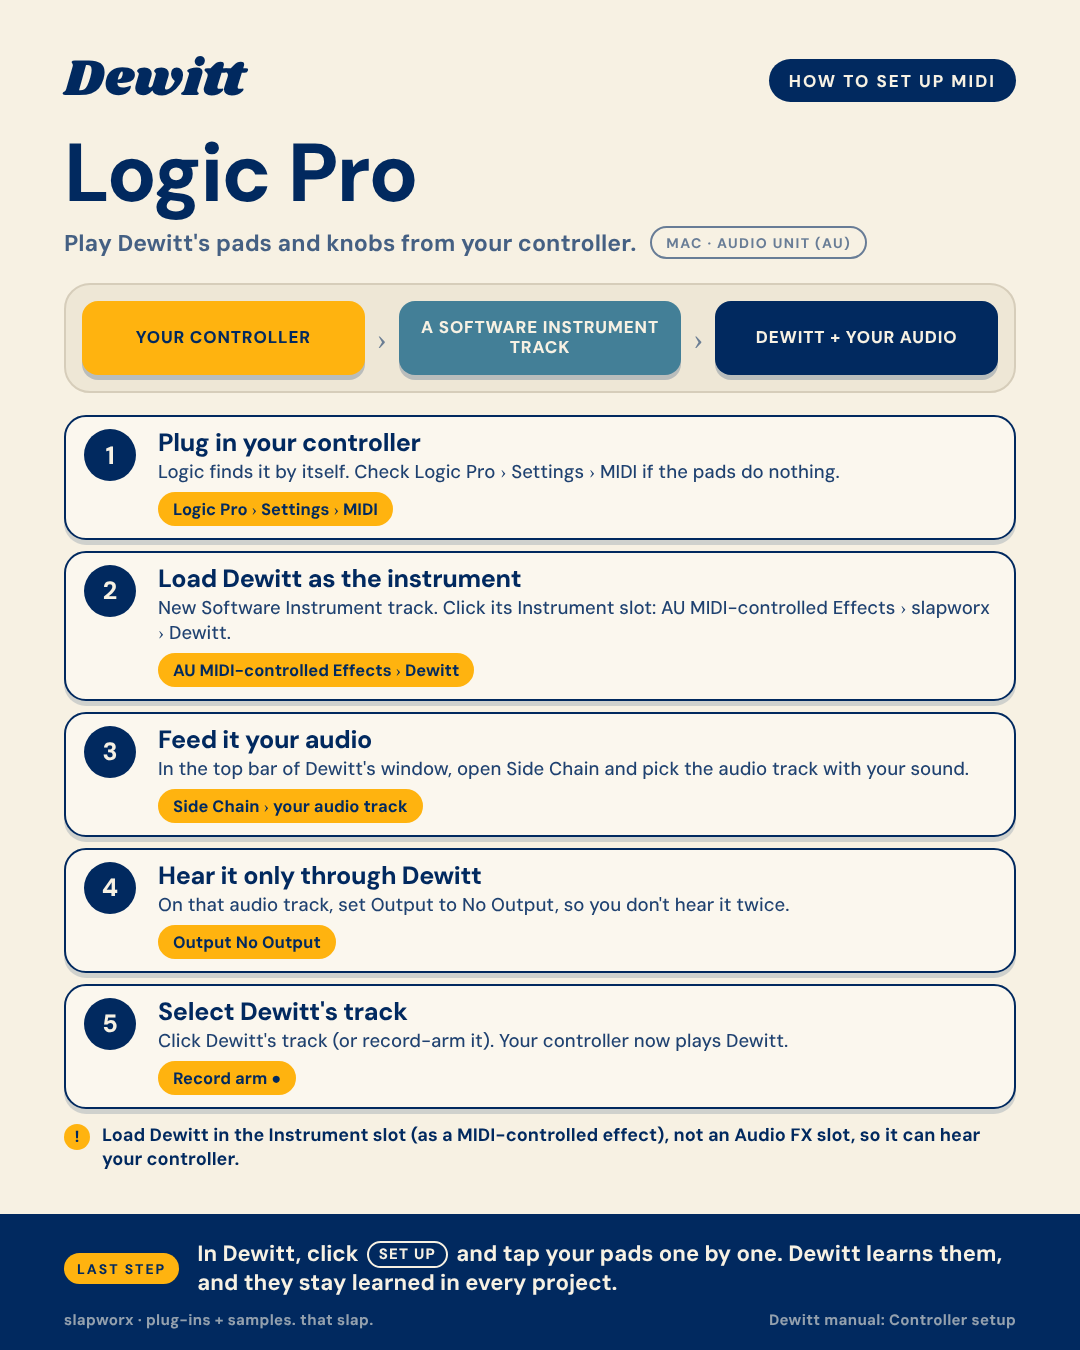 Dewitt
HOW TO SET UP MIDI
Logic Pro
Play Dewitt's pads and knobs from your controller.
MAC · AUDIO UNIT (AU)
YOUR CONTROLLER
›
A SOFTWARE INSTRUMENT
TRACK
›
DEWITT + YOUR AUDIO
1
Plug in your controller
Logic finds it by itself. Check Logic Pro › Settings › MIDI if the pads do nothing.
Logic Pro › Settings › MIDI
2
Load Dewitt as the instrument
New Software Instrument track. Click its Instrument slot: AU MIDI-controlled Effects › slapworx
› Dewitt.
AU MIDI-controlled Effects › Dewitt
3
Feed it your audio
In the top bar of Dewitt's window, open Side Chain and pick the audio track with your sound.
Side Chain › your audio track
4
Hear it only through Dewitt
On that audio track, set Output to No Output, so you don't hear it twice.
Output No Output
5
Select Dewitt's track
Click Dewitt's track (or record-arm it). Your controller now plays Dewitt.
Record arm ●
!
Load Dewitt in the Instrument slot (as a MIDI-controlled effect), not an Audio FX slot, so it can hear
your controller.
LAST STEP
In Dewitt, click SET UP and tap your pads one by one. Dewitt learns them,
and they stay learned in every project.
slapworx · plug-ins + samples. that slap.
Dewitt manual: Controller setup